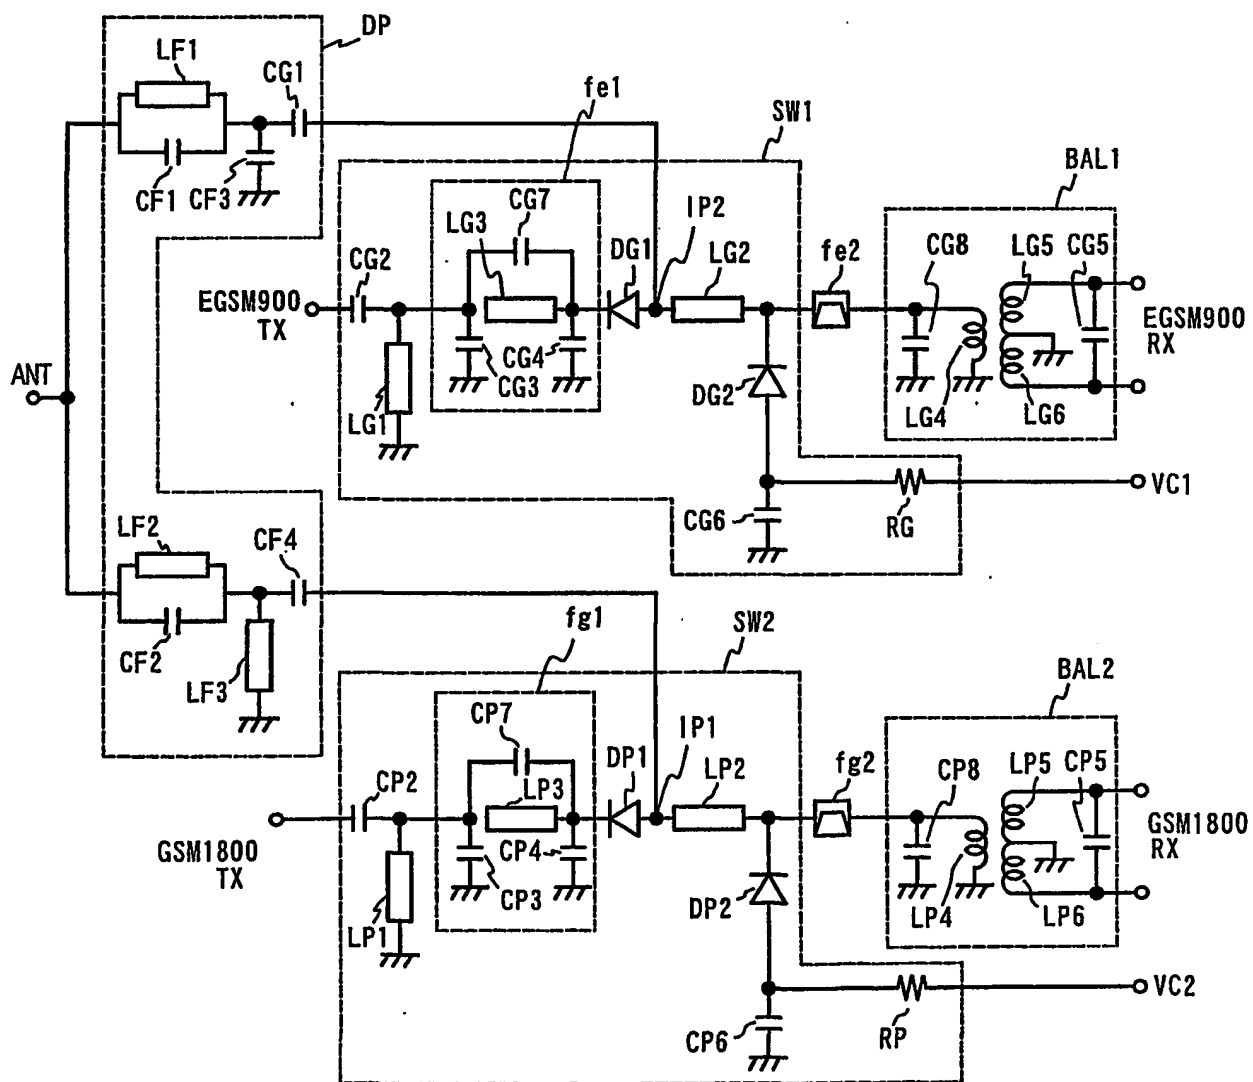 DP
LF1
CG1
fe1
SW1
BAL1
CF1
CF3
CG7
LG3
IP2
CG2
DG1
LG2
fe2
CG8
LG5
CG5
EGSM900
TX
EGSM900
RX
CG4
CG3
ANT
LG1
DG2
LG4
LG6
VC1
CG6
RG
LF2
CF4
fg1
SW2
CF2
LF3
BAL2
CP7
IP1
CP2
LP3
DP1
LP2
fg2
CP8
LP5
CP5
GSM1800
TX
GSM1800
RX
CP4
CP3
LP1
DP2
LP4
LP6
VC2
CP6
RP